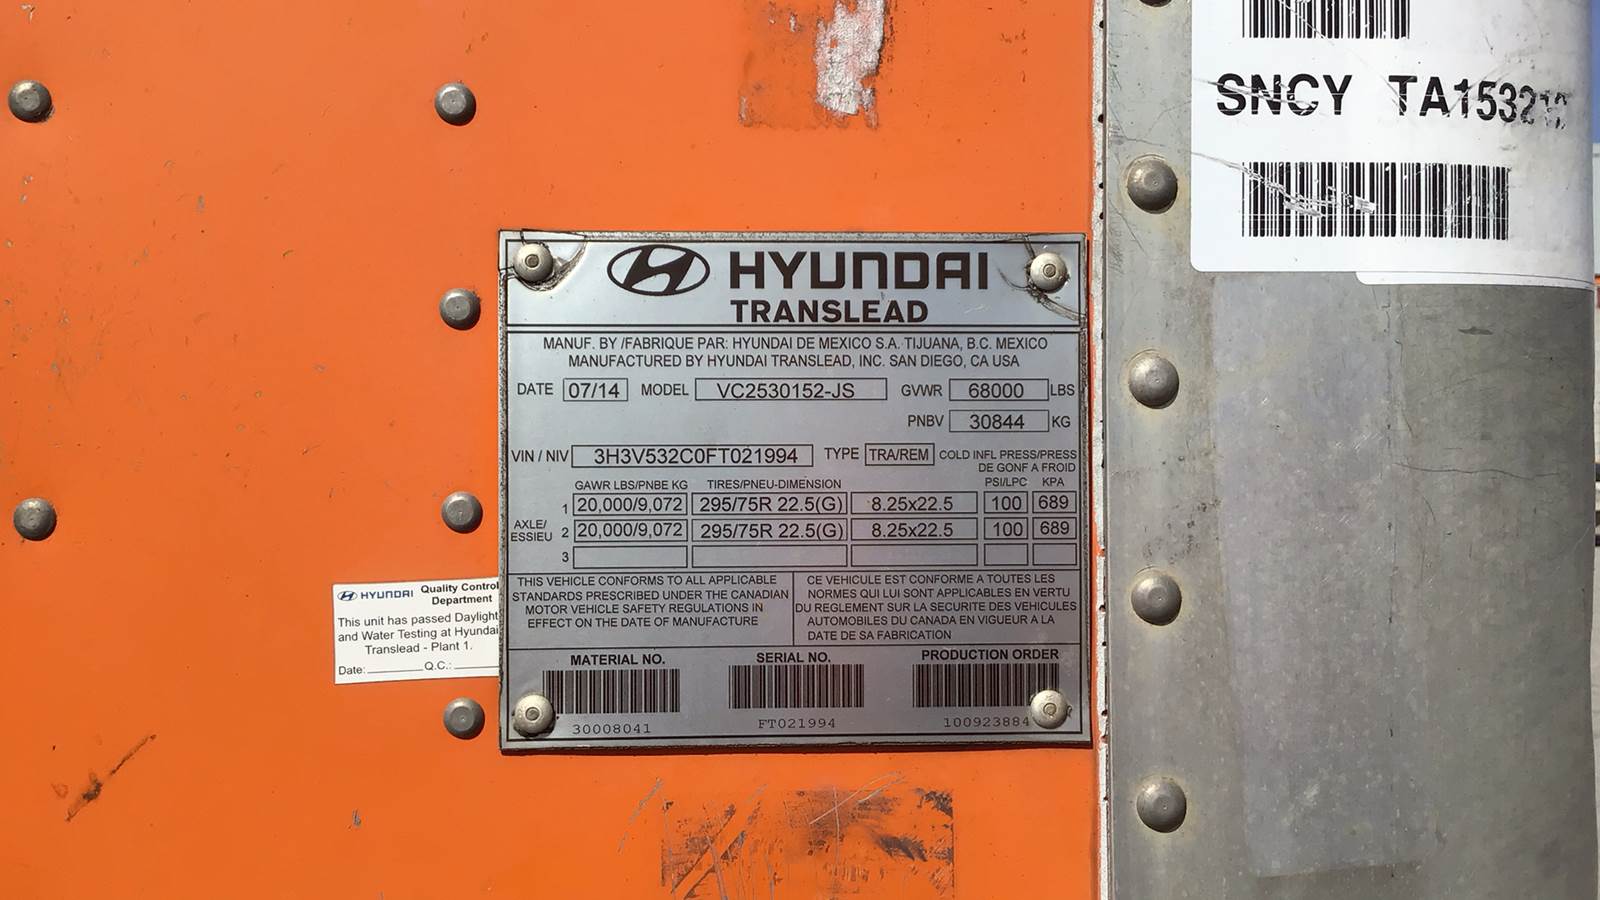 SNCY TA153212
HYUNDAI
TRANSLEAD
MANUF. BY /FABRIQUE PAR: HYUNDAI DE MEXICO S.A. TIJUANA, B.C. MEXICO
MANUFACTURED BY HYUNDAI TRANSLEAD, INC. SAN DIEGO, CA USA
DATE 07/14 MODEL VC2530152-JS GVWR 68000 LBS
PNBV 30844 KG
VIN / NIV 3H3V532C0FT021994 TYPE TRA/REM COLD INFL PRESS/PRESS
DE GONF A FROID
GAWR LBS/PNBE KG TIRES/PNEU-DIMENSION PSI/LPC KPA
1 20,000/9,072 295/75R 22.5(G) 8.25x22.5 100 689
AXLE/
ESSIEU 2 20,000/9,072 295/75R 22.5(G) 8.25x22.5 100 689
3
THIS VEHICLE CONFORMS TO ALL APPLICABLE
STANDARDS PRESCRIBED UNDER THE CANADIAN
MOTOR VEHICLE SAFETY REGULATIONS IN
EFFECT ON THE DATE OF MANUFACTURE
CE VEHICULE EST CONFORME A TOUTES LES
NORMES QUI LUI SONT APPLICABLES EN VERTU
DU REGLEMENT SUR LA SECURITE DES VEHICULES
AUTOMOBILES DU CANADA EN VIGUEUR A LA
DATE DE SA FABRICATION
MATERIAL NO. SERIAL NO. PRODUCTION ORDER
30008041 FT021994 100923884
HYUNDAI Quality Control
Department
This unit has passed Daylight
and Water Testing at Hyundai
Translead - Plant 1.
Date: Q.C.: